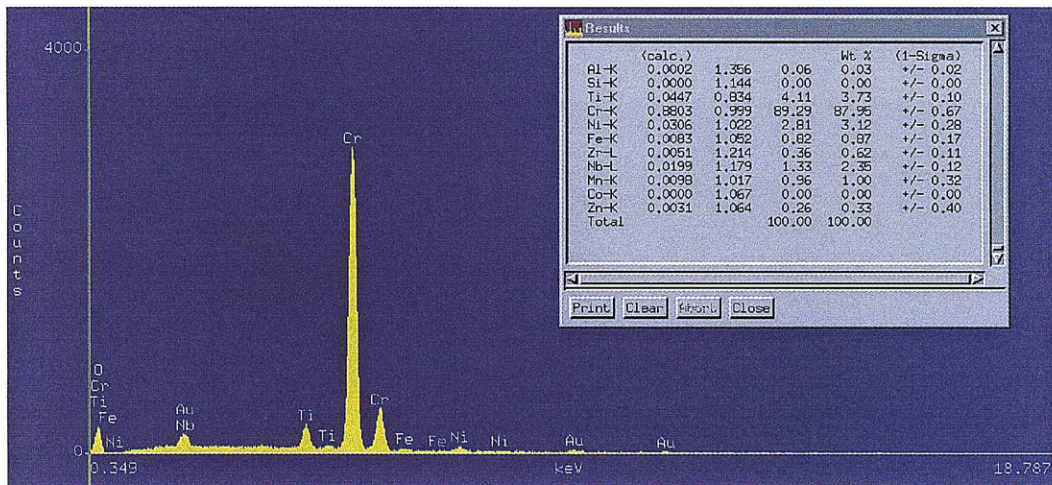 Results
(calc.) Wt % (1-Sigma)
Al-K 0.0002 1.356 0.06 0.03 +/- 0.02
Si-K 0.0000 1.144 0.00 0.00 +/- 0.00
Ti-K 0.0447 0.834 4.11 3.73 +/- 0.10
Cr-K 0.8803 0.999 89.29 87.95 +/- 0.67
Ni-K 0.0306 1.022 2.81 3.12 +/- 0.28
Fe-K 0.0083 1.052 0.82 0.87 +/- 0.17
Zr-L 0.0051 1.214 0.36 0.62 +/- 0.11
Nb-L 0.0199 1.179 1.33 2.35 +/- 0.12
Mn-K 0.0098 1.017 0.96 1.00 +/- 0.32
Co-K 0.0000 1.067 0.00 0.00 +/- 0.00
Zn-K 0.0031 1.064 0.26 0.33 +/- 0.40
Total 100.00 100.00
Print Clear Abort Close
4000
Counts
Cr
O
Cr
Ti
Fe
Ni
Au
Nb
Ti
Ti
Cr
Fe
Fe
Ni
Ni
Au
Au
0
0.349 keV 18.787